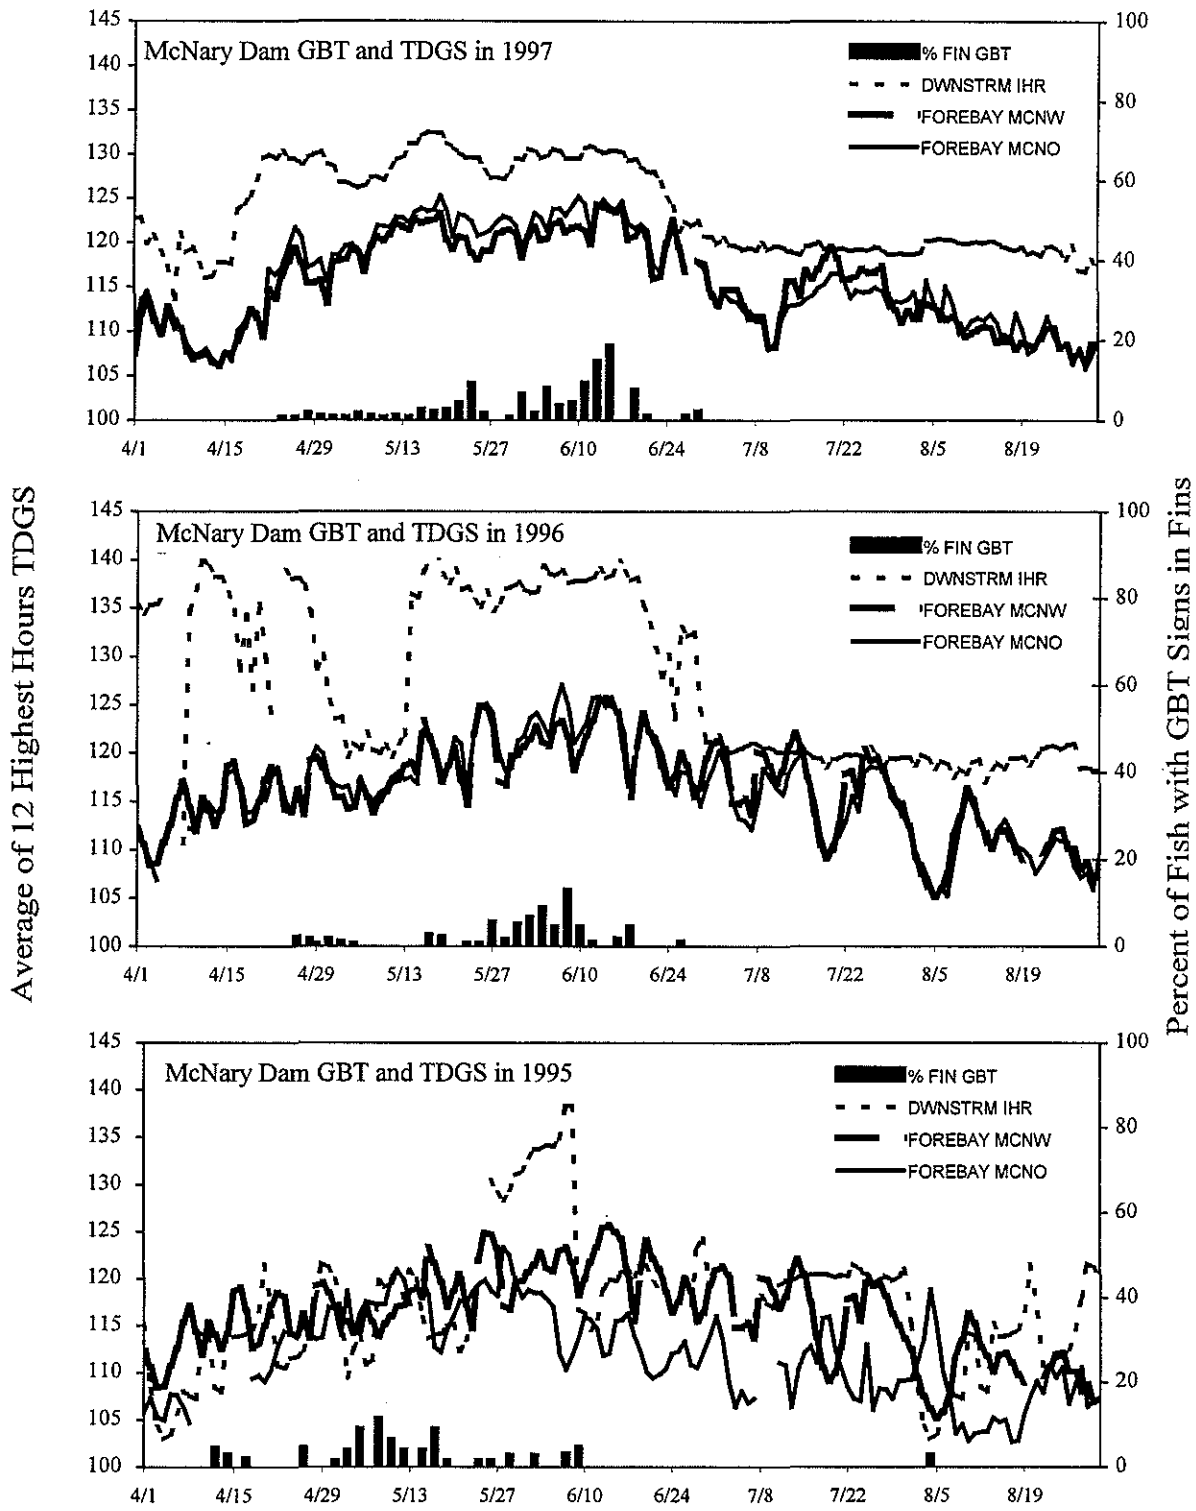 Average of 12 Highest Hours TDGS
Percent of Fish with GBT Signs in Fins
McNary Dam GBT and TDGS in 1997
% FIN GBT
DWNSTRM IHR
FOREBAY MCNW
FOREBAY MCNO
145
140
135
130
125
120
115
110
105
100
100
80
60
40
20
0
4/1 4/15 4/29 5/13 5/27 6/10 6/24 7/8 7/22 8/5 8/19
McNary Dam GBT and TDGS in 1996
% FIN GBT
DWNSTRM IHR
FOREBAY MCNW
FOREBAY MCNO
145
140
135
130
125
120
115
110
105
100
100
80
60
40
20
0
4/1 4/15 4/29 5/13 5/27 6/10 6/24 7/8 7/22 8/5 8/19
McNary Dam GBT and TDGS in 1995
% FIN GBT
DWNSTRM IHR
FOREBAY MCNW
FOREBAY MCNO
145
140
135
130
125
120
115
110
105
100
100
80
60
40
20
0
4/1 4/15 4/29 5/13 5/27 6/10 6/24 7/8 7/22 8/5 8/19